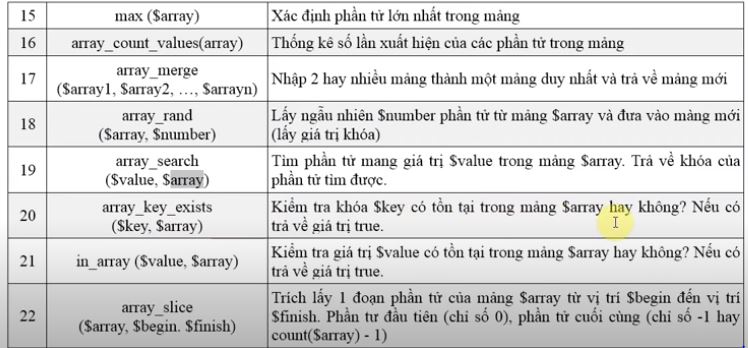 15 max ($array) Xác định phần tử lớn nhất trong mảng
16 array_count_values(array) Thống kê số lần xuất hiện của các phần tử trong mảng
17 array_merge
($array1, $array2, …, $arrayn) Nhập 2 hay nhiều mảng thành một mảng duy nhất và trả về mảng mới
18 array_rand
($array, $number) Lấy ngẫu nhiên $number phần tử từ mảng $array và đưa vào màng mới
(lấy giá trị khóa)
19 array_search
($value, $array) Tìm phần tử mang giá trị $value trong mảng $array. Trả về khóa của
phần tử tìm được.
20 array_key_exists
($key, $array) Kiểm tra khóa $key có tồn tại trong mảng $array hay không? Nếu có
trả về giá trị true.
21 in_array ($value, $array) Kiểm tra giá trị $value có tồn tại trong mảng $array hay không? Nếu có
trả về giá trị true.
22 array_slice
($array, $begin. $finish) Trích lấy 1 đoạn phần tử của mảng $array từ vị trí $begin đến vị trí
$finish. Phần tư đầu tiên (chỉ số 0), phần tử cuối cùng (chỉ số -1 hay
count($array) - 1)